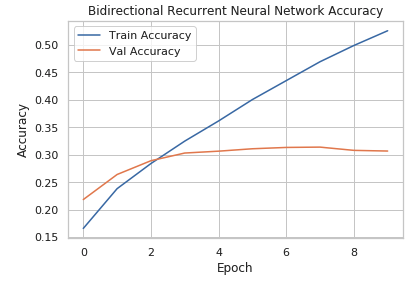 Bidirectional Recurrent Neural Network Accuracy
Train Accuracy
Val Accuracy
Accuracy
0.50
0.45
0.40
0.35
0.30
0.25
0.20
0.15
0 2 4 6 8
Epoch